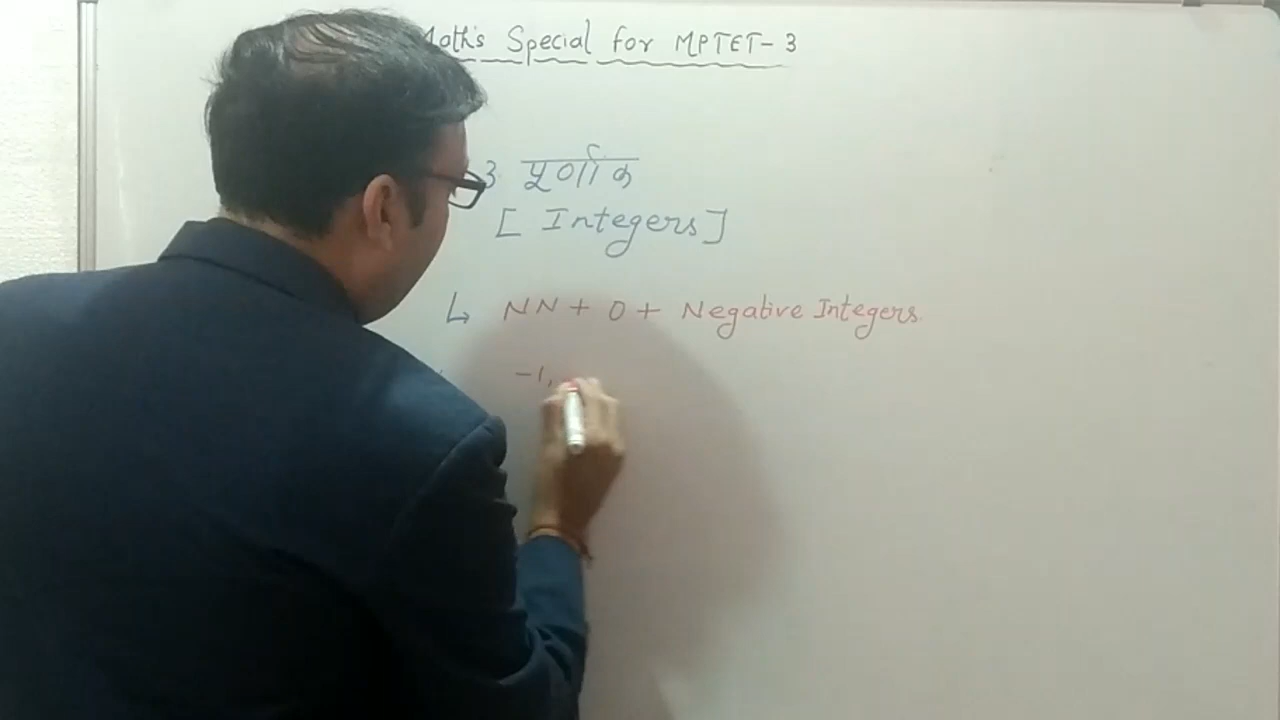 Maths Special for MPTET-3
3 पूर्णांक
[ Integers ]
↳ NN + 0 + Negative Integers
-1,